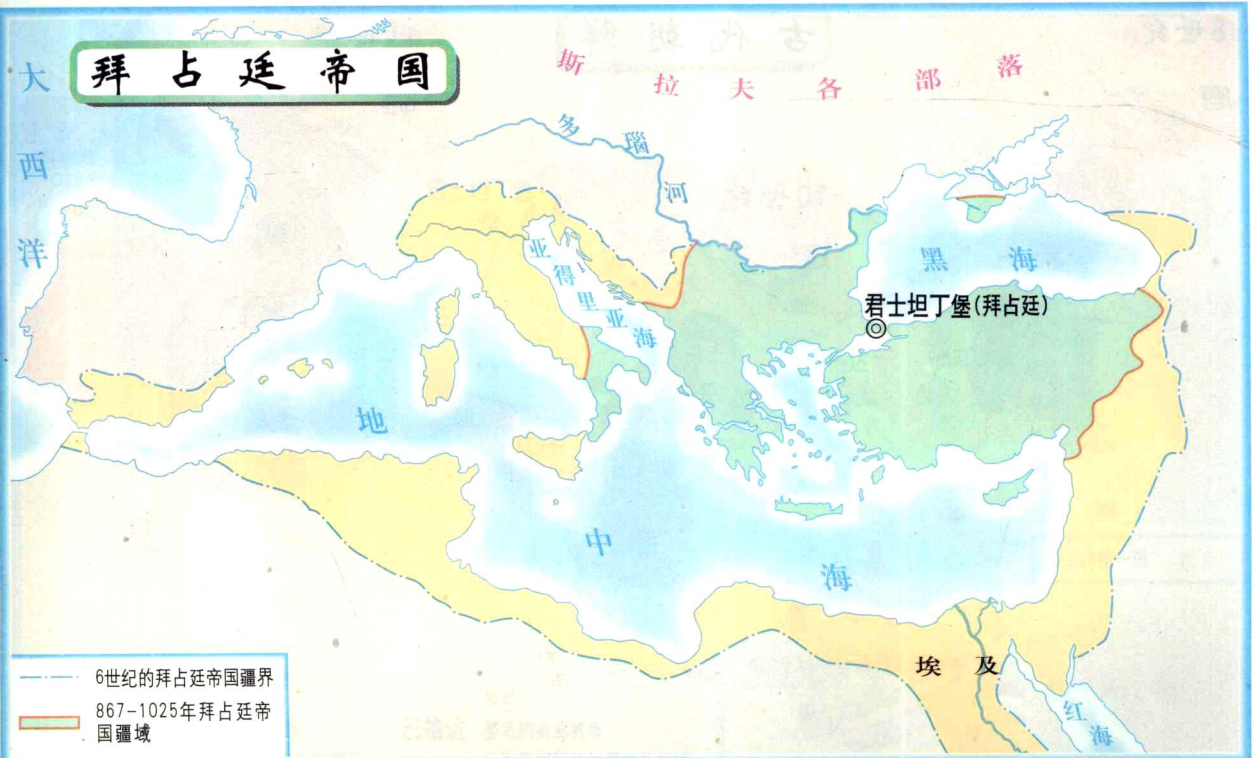 拜占廷帝国
斯拉夫各部落
大西洋
多瑙河
黑海
亚得里亚海
君士坦丁堡(拜占廷)
地中海
埃及
红海
6世纪的拜占廷帝国疆界
867-1025年拜占廷帝
国疆域